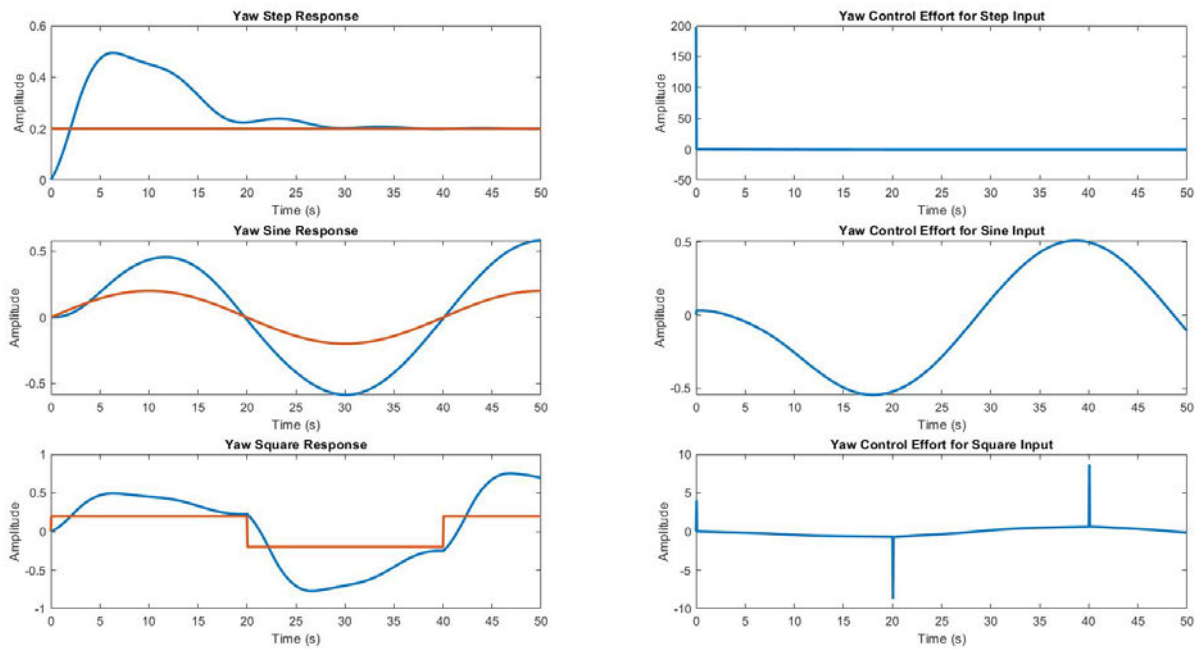 Yaw Step Response
0.6
0.4
0.2
0
Amplitude
0 5 10 15 20 25 30 35 40 45 50
Time (s)
Yaw Control Effort for Step Input
200
150
100
50
0
-50
Amplitude
0 5 10 15 20 25 30 35 40 45 50
Time (s)
Yaw Sine Response
0.5
0
-0.5
Amplitude
0 5 10 15 20 25 30 35 40 45 50
Time (s)
Yaw Control Effort for Sine Input
0.5
0
-0.5
Amplitude
0 5 10 15 20 25 30 35 40 45 50
Time (s)
Yaw Square Response
1
0.5
0
-0.5
-1
Amplitude
0 5 10 15 20 25 30 35 40 45 50
Time (s)
Yaw Control Effort for Square Input
10
5
0
-5
-10
Amplitude
0 5 10 15 20 25 30 35 40 45 50
Time (s)